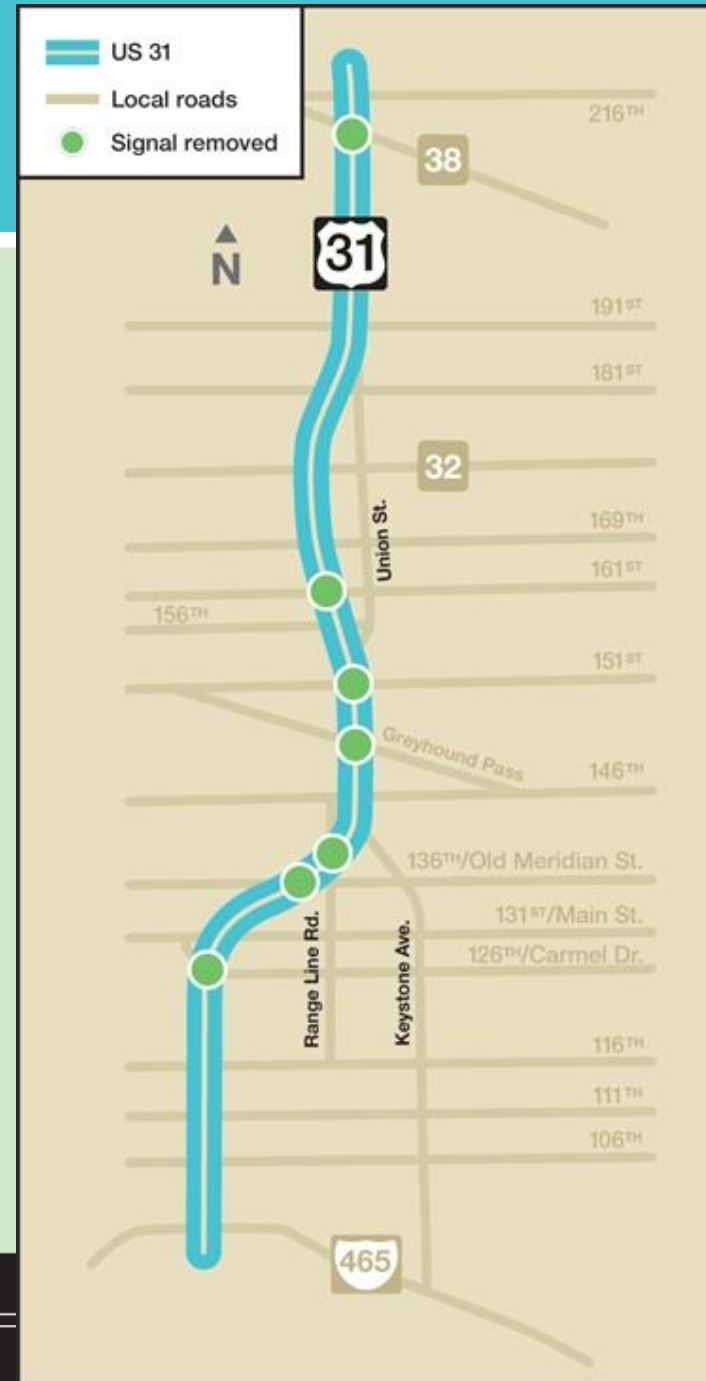 US 31
Local roads
Signal removed
216TH
38
N
31
191ST
181ST
32
Union St.
169TH
161ST
156TH
151ST
Greyhound Pass
146TH
136TH/Old Meridian St.
131ST/Main St.
126TH/Carmel Dr.
Range Line Rd.
Keystone Ave.
116TH
111TH
106TH
465